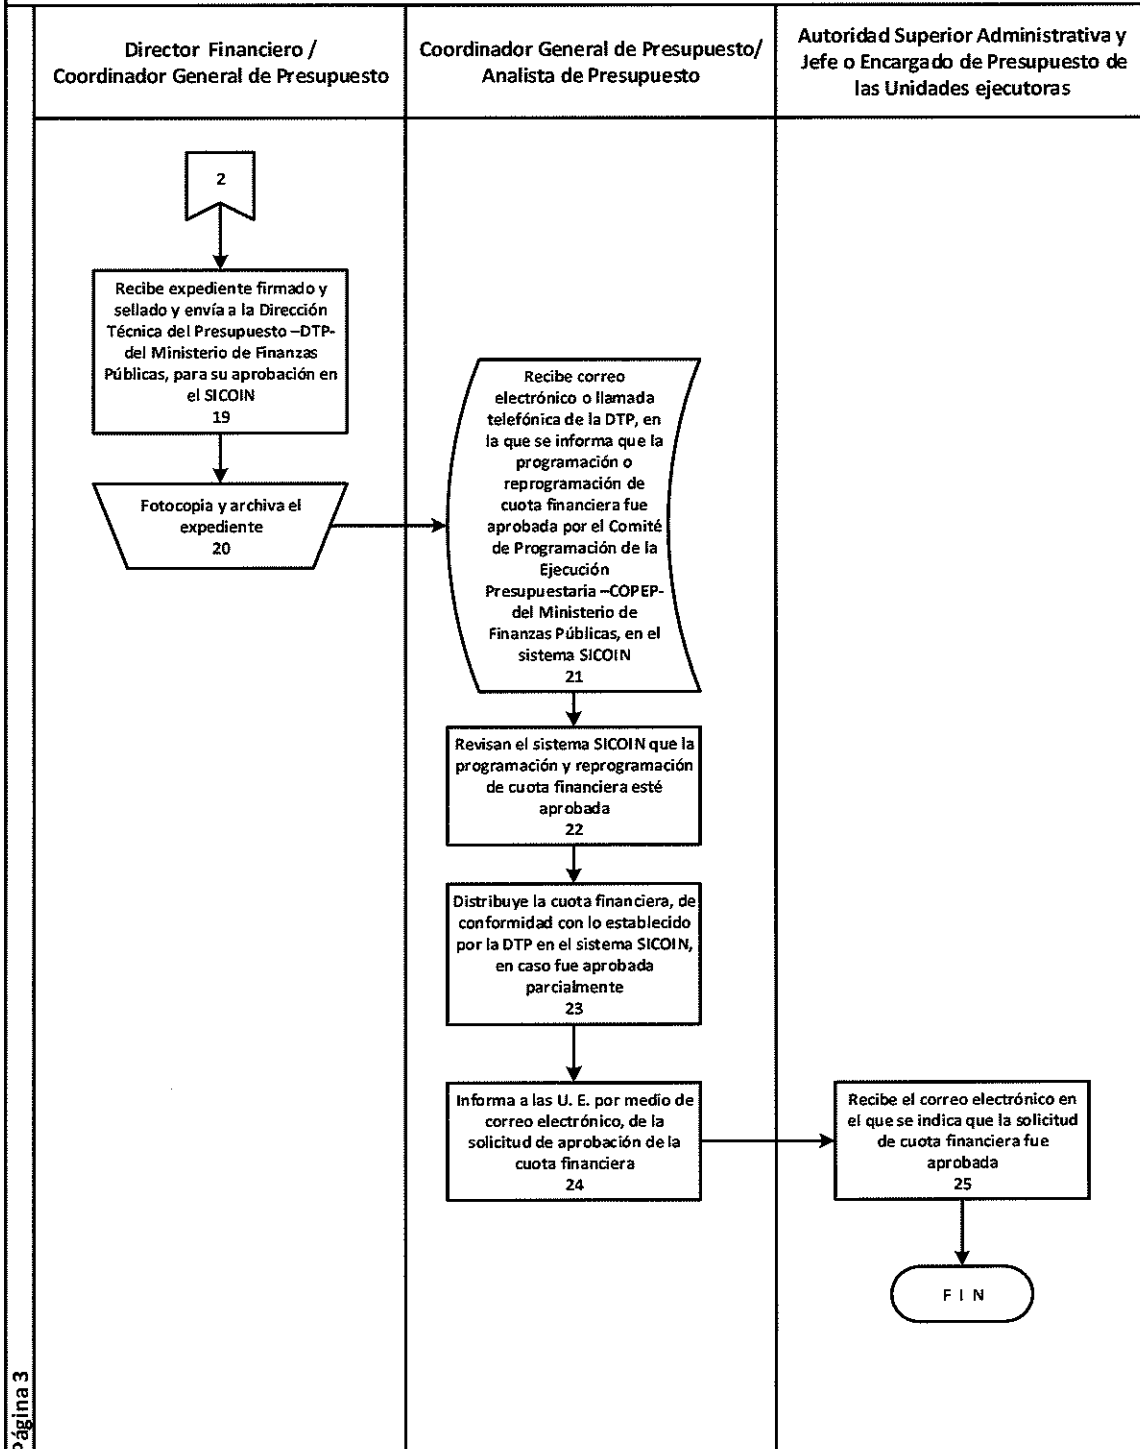 Director Financiero /
Coordinador General de Presupuesto
Coordinador General de Presupuesto/
Analista de Presupuesto
Autoridad Superior Administrativa y
Jefe o Encargado de Presupuesto de
las Unidades ejecutoras
2
Recibe expediente firmado y
sellado y envía a la Dirección
Técnica del Presupuesto –DTP-
del Ministerio de Finanzas
Públicas, para su aprobación en
el SICOIN
19
Fotocopia y archiva el
expediente
20
Recibe correo
electrónico o llamada
telefónica de la DTP, en
la que se informa que la
programación o
reprogramación de
cuota financiera fue
aprobada por el Comité
de Programación de la
Ejecución
Presupuestaria –COPEP-
del Ministerio de
Finanzas Públicas, en el
sistema SICOIN
21
Revisan el sistema SICOIN que la
programación y reprogramación
de cuota financiera esté
aprobada
22
Distribuye la cuota financiera, de
conformidad con lo establecido
por la DTP en el sistema SICOIN,
en caso fue aprobada
parcialmente
23
Informa a las U. E. por medio de
correo electrónico, de la
solicitud de aprobación de la
cuota financiera
24
Recibe el correo electrónico en
el que se indica que la solicitud
de cuota financiera fue
aprobada
25
F I N
Página 3